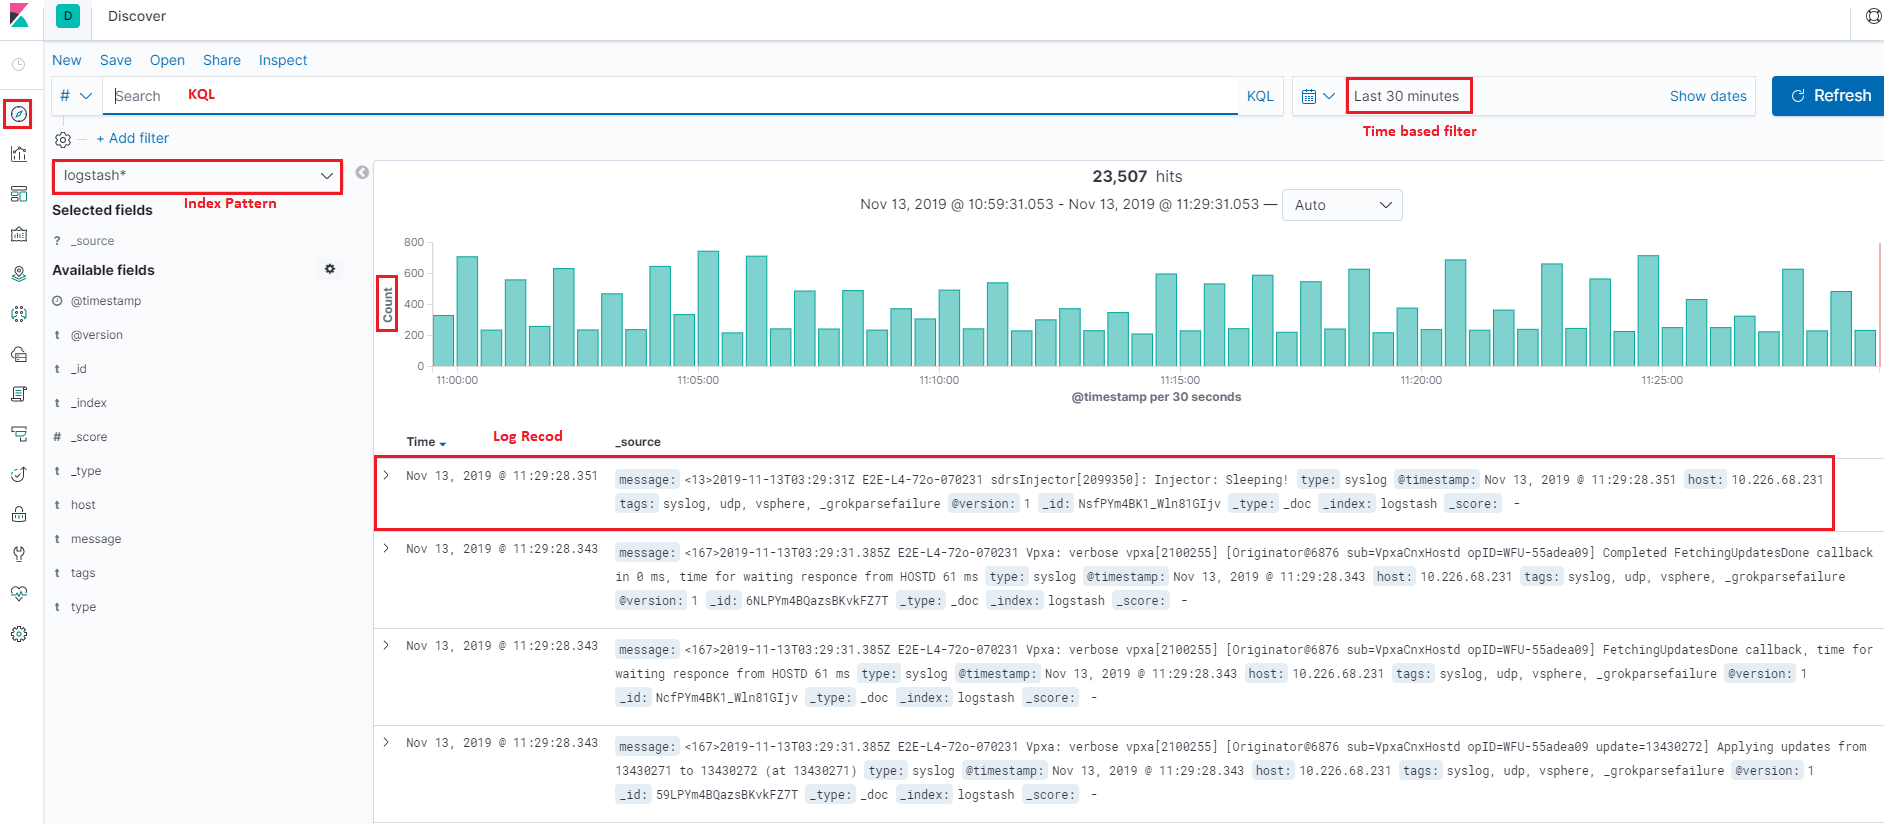 D Discover
New Save Open Share Inspect
# Search KQL KQL Last 30 minutes Show dates Refresh
Time based filter
+ Add filter
logstash*
Index Pattern
Selected fields
? _source
Available fields
@timestamp
t @version
t _id
t _index
# _score
t _type
t host
t message
t tags
t type
23,507 hits
Nov 13, 2019 @ 10:59:31.053 - Nov 13, 2019 @ 11:29:31.053 — Auto
Count
800
600
400
200
0
11:00:00 11:05:00 11:10:00 11:15:00 11:20:00 11:25:00
@timestamp per 30 seconds
Log Recod
Time _source
Nov 13, 2019 @ 11:29:28.351 message: <13>2019-11-13T03:29:31Z E2E-L4-72o-070231 sdrsInjector[2099350]: Injector: Sleeping! type: syslog @timestamp: Nov 13, 2019 @ 11:29:28.351 host: 10.226.68.231
tags: syslog, udp, vsphere, _grokparsefailure @version: 1 _id: NsfPYm4BK1_Wln81GIjv _type: _doc _index: logstash _score: -
Nov 13, 2019 @ 11:29:28.343 message: <167>2019-11-13T03:29:31.385Z E2E-L4-72o-070231 Vpxa: verbose vpxa[2100255] [Originator@6876 sub=VpxaCnxHostd opID=WFU-55adea09] Completed FetchingUpdatesDone callback
in 0 ms, time for waiting responce from HOSTD 61 ms type: syslog @timestamp: Nov 13, 2019 @ 11:29:28.343 host: 10.226.68.231 tags: syslog, udp, vsphere, _grokparsefailure
@version: 1 _id: 6NLPYm4BQazsBKvkFZ7T _type: _doc _index: logstash _score: -
Nov 13, 2019 @ 11:29:28.343 message: <167>2019-11-13T03:29:31.385Z E2E-L4-72o-070231 Vpxa: verbose vpxa[2100255] [Originator@6876 sub=VpxaCnxHostd opID=WFU-55adea09] FetchingUpdatesDone callback, time for
waiting responce from HOSTD 61 ms type: syslog @timestamp: Nov 13, 2019 @ 11:29:28.343 host: 10.226.68.231 tags: syslog, udp, vsphere, _grokparsefailure @version: 1
_id: NcfPYm4BK1_Wln81GIjv _type: _doc _index: logstash _score: -
Nov 13, 2019 @ 11:29:28.343 message: <167>2019-11-13T03:29:31.385Z E2E-L4-72o-070231 Vpxa: verbose vpxa[2100255] [Originator@6876 sub=VpxaCnxHostd opID=WFU-55adea09 update=13430272] Applying updates from
13430271 to 13430272 (at 13430271) type: syslog @timestamp: Nov 13, 2019 @ 11:29:28.343 host: 10.226.68.231 tags: syslog, udp, vsphere, _grokparsefailure @version: 1
_id: 59LPYm4BQazsBKvkFZ7T _type: _doc _index: logstash _score: -